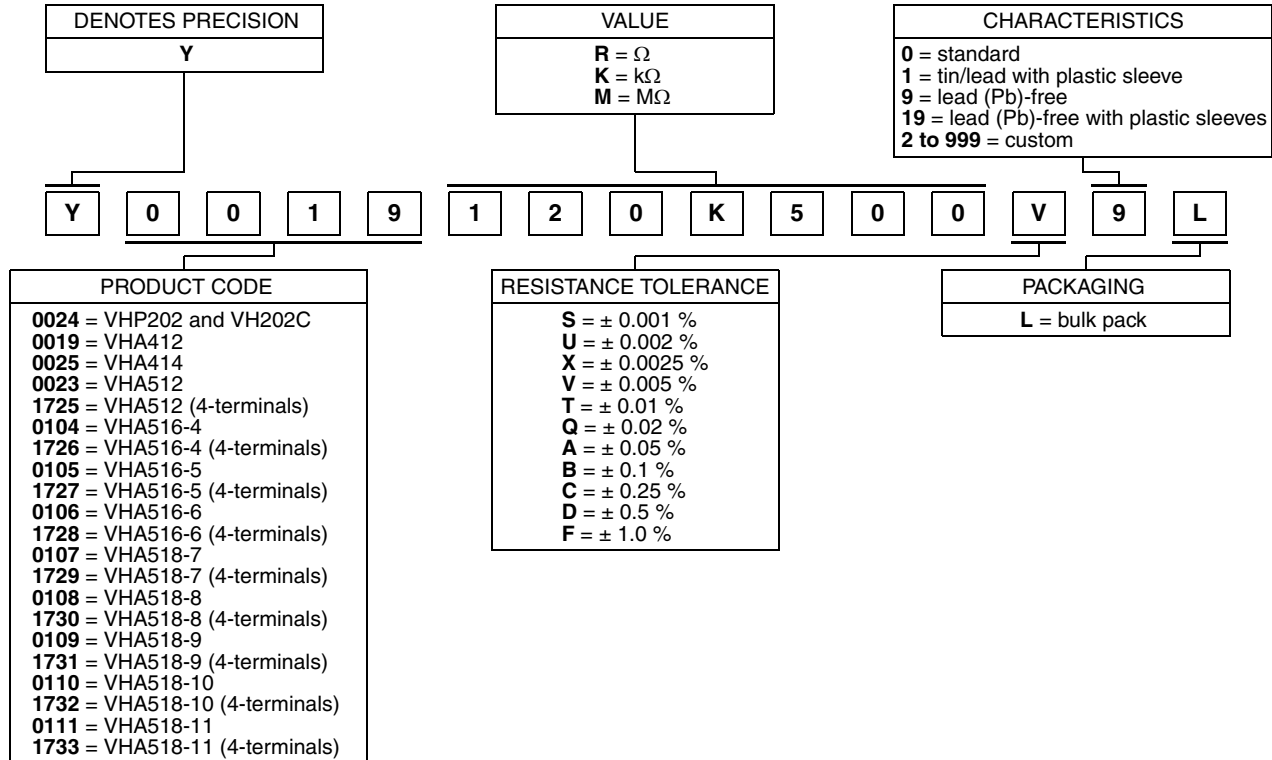 DENOTES PRECISION
Y
VALUE
R = Ω
K = kΩ
M = MΩ
CHARACTERISTICS
0 = standard
1 = tin/lead with plastic sleeve
9 = lead (Pb)-free
19 = lead (Pb)-free with plastic sleeves
2 to 999 = custom
Y 0 0 1 9 1 2 0 K 5 0 0 V 9 L
PRODUCT CODE
0024 = VHP202 and VH202C
0019 = VHA412
0025 = VHA414
0023 = VHA512
1725 = VHA512 (4-terminals)
0104 = VHA516-4
1726 = VHA516-4 (4-terminals)
0105 = VHA516-5
1727 = VHA516-5 (4-terminals)
0106 = VHA516-6
1728 = VHA516-6 (4-terminals)
0107 = VHA518-7
1729 = VHA518-7 (4-terminals)
0108 = VHA518-8
1730 = VHA518-8 (4-terminals)
0109 = VHA518-9
1731 = VHA518-9 (4-terminals)
0110 = VHA518-10
1732 = VHA518-10 (4-terminals)
0111 = VHA518-11
1733 = VHA518-11 (4-terminals)
RESISTANCE TOLERANCE
S = ± 0.001 %
U = ± 0.002 %
X = ± 0.0025 %
V = ± 0.005 %
T = ± 0.01 %
Q = ± 0.02 %
A = ± 0.05 %
B = ± 0.1 %
C = ± 0.25 %
D = ± 0.5 %
F = ± 1.0 %
PACKAGING
L = bulk pack